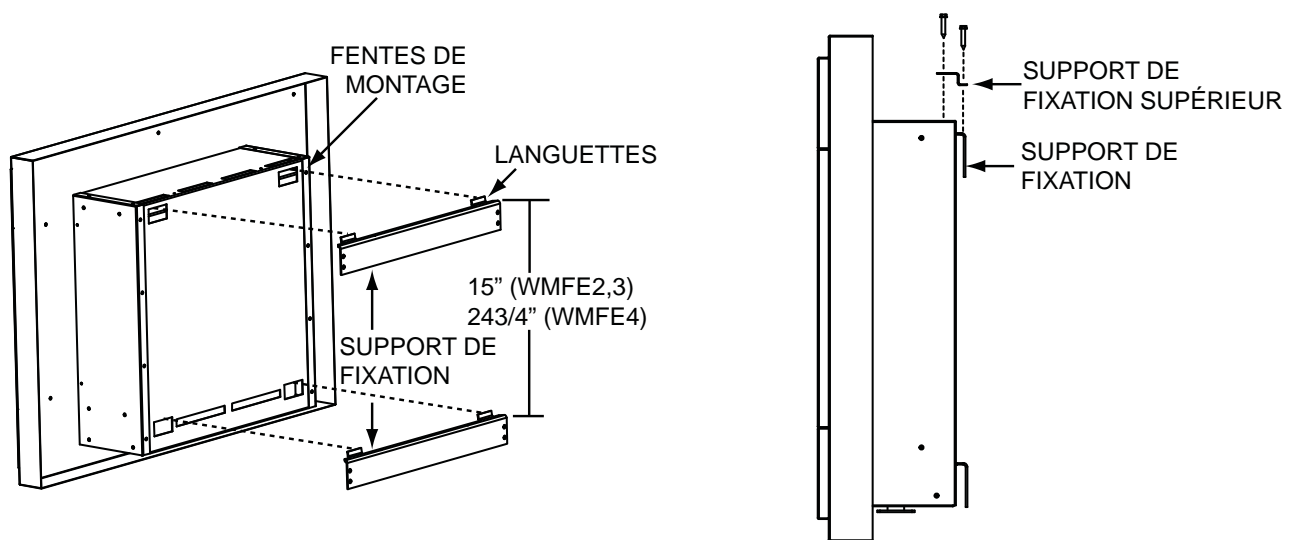 FENTES DE
MONTAGE
LANGUETTES
15” (WMFE2,3)
243/4” (WMFE4)
SUPPORT DE
FIXATION
SUPPORT DE
FIXATION SUPÉRIEUR
SUPPORT DE
FIXATION